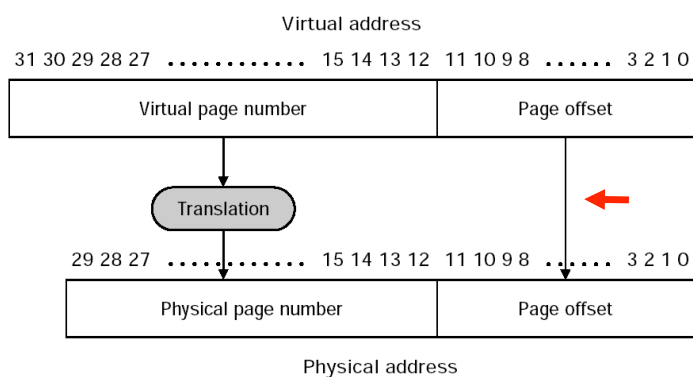 Virtual address
31 30 29 28 27 ............ 15 14 13 12 11 10 9 8 ...... 3 2 1 0
Virtual page number Page offset
Translation
29 28 27 ............ 15 14 13 12 11 10 9 8 ...... 3 2 1 0
Physical page number Page offset
Physical address